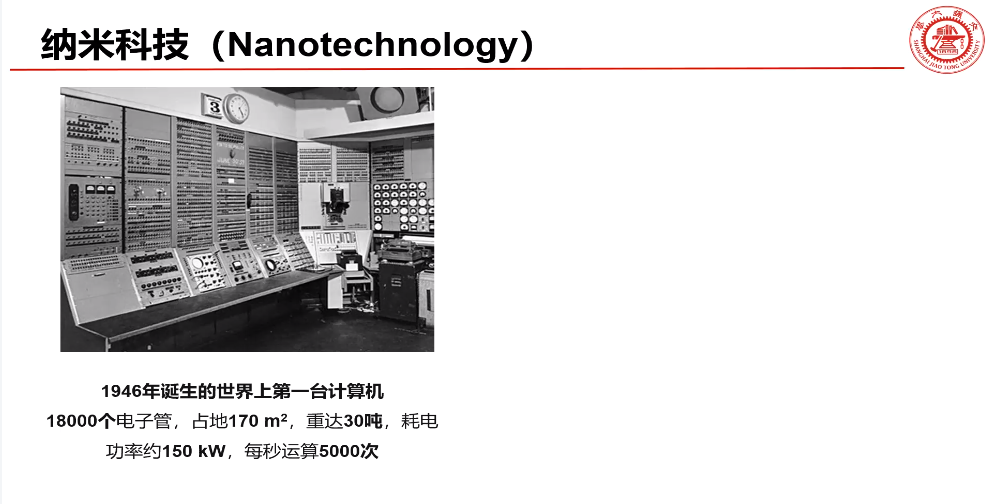 纳米科技（Nanotechnology）
SHANGHAI JIAO TONG UNIVERSITY
3
1946年诞生的世界上第一台计算机
18000个电子管，占地170 m²，重达30吨，耗电
功率约150 kW，每秒运算5000次